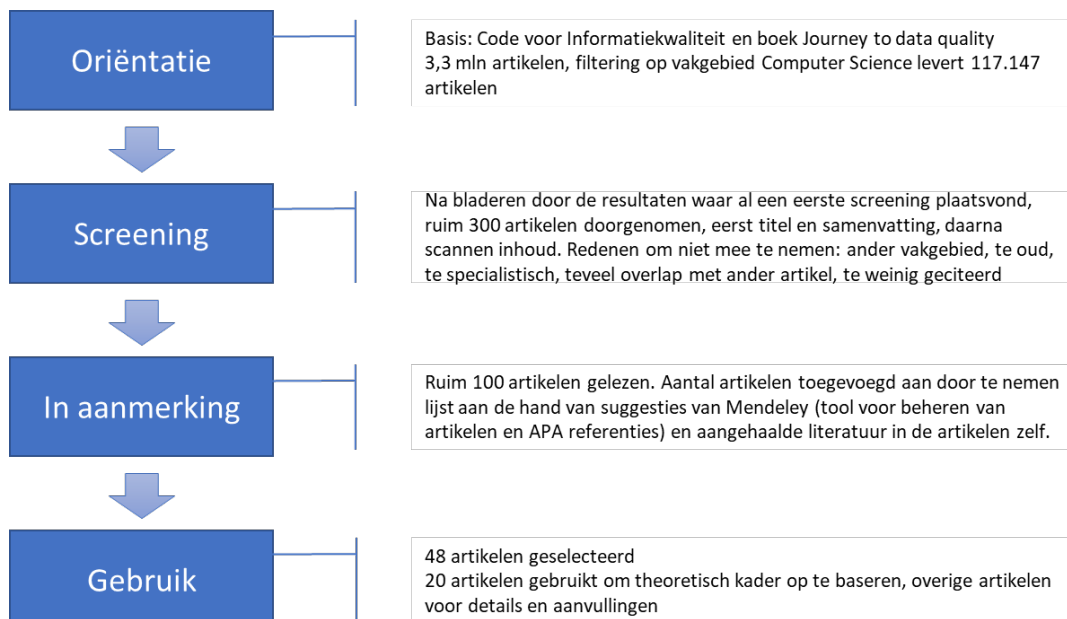 Oriëntatie
Basis: Code voor Informatiekwaliteit en boek Journey to data quality
3,3 mln artikelen, filtering op vakgebied Computer Science levert 117.147
artikelen
Screening
Na bladeren door de resultaten waar al een eerste screening plaatsvond,
ruim 300 artikelen doorgenomen, eerst titel en samenvatting, daarna
scannen inhoud. Redenen om niet mee te nemen: ander vakgebied, te oud,
te specialistisch, teveel overlap met ander artikel, te weinig geciteerd
In aanmerking
Ruim 100 artikelen gelezen. Aantal artikelen toegevoegd aan door te nemen
lijst aan de hand van suggesties van Mendeley (tool voor beheren van
artikelen en APA referenties) en aangehaalde literatuur in de artikelen zelf.
Gebruik
48 artikelen geselecteerd
20 artikelen gebruikt om theoretisch kader op te baseren, overige artikelen
voor details en aanvullingen